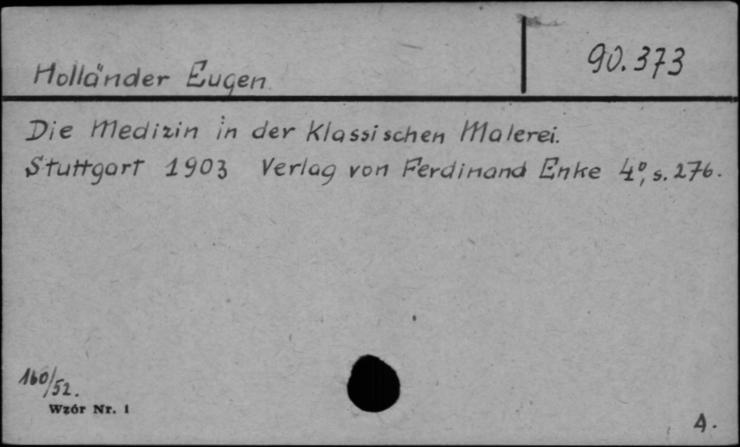 Holländer Eugen
90.373
Die Medizin in der Klassischen Malerei.
Stuttgart 1903 Verlag von Ferdinand Enke 4°, s. 276.
160/52.
Wzór Nr. 1
4.